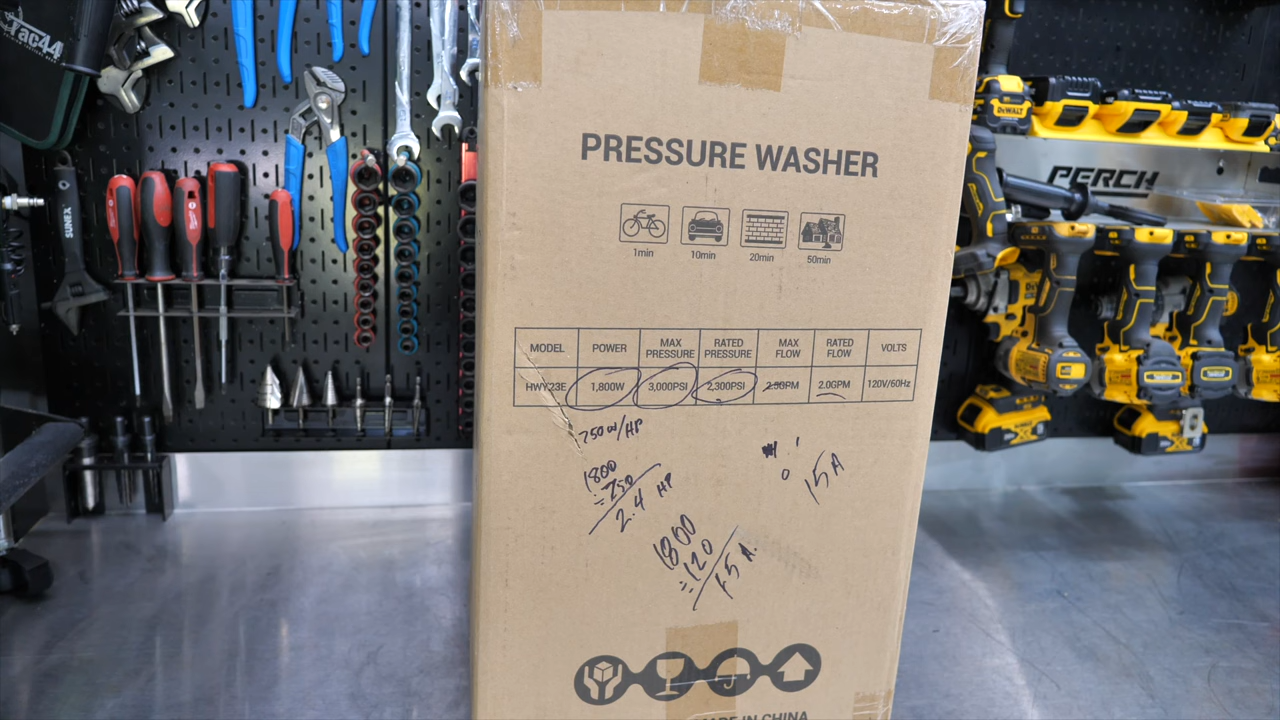 Tac44
SUNEX
PRESSURE WASHER
1min 10min 20min 50min
MODEL POWER MAX PRESSURE RATED PRESSURE MAX FLOW RATED FLOW VOLTS
HWY23E 1,800W 3,000PSI 2,300PSI 2.5GPM 2.0GPM 120V/60Hz
750W/HP
1800
÷ 750
2.4 HP
15A
1800
÷ 120
15A.
MADE IN CHINA
DEWALT
PERCH